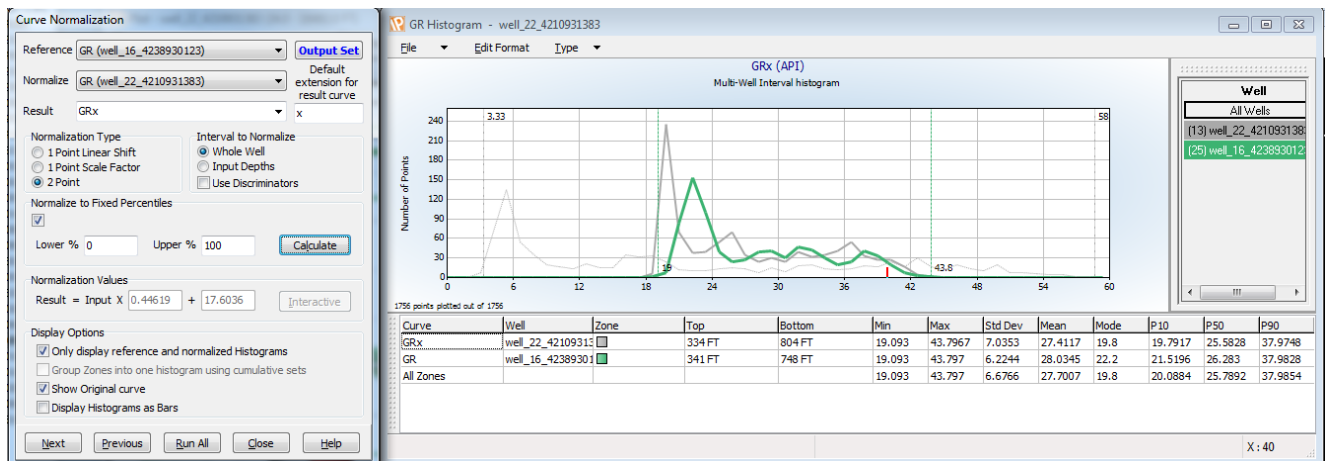 Curve Normalization
Reference GR (well_16_4238930123) Output Set
Default
extension for
result curve
Normalize GR (well_22_4210931383)
Result GRx x
Normalization Type Interval to Normalize
1 Point Linear Shift Whole Well
1 Point Scale Factor Input Depths
2 Point Use Discriminators
Normalize to Fixed Percentiles
Lower % 0 Upper % 100 Calculate
Normalization Values
Result = Input X 0.44619 + 17.6036 Interactive
Display Options
Only display reference and normalized Histograms
Group Zones into one histogram using cumulative sets
Show Original curve
Display Histograms as Bars
Next Previous Run All Close Help
GR Histogram - well_22_4210931383
File Edit Format Type
GRx (API)
Multi-Well Interval histogram
3.33 58
Number of Points
240
210
180
150
120
90
60
30
0
19 43.8
0 6 12 18 24 30 36 42 48 54 60
1756 points plotted out of 1756
Well
All Wells
(13) well_22_421093138
(25) well_16_423893012
Curve Well Zone Top Bottom Min Max Std Dev Mean Mode P10 P50 P90
GRx well_22_4210931 334 FT 804 FT 19.093 43.7967 7.0353 27.4117 19.8 19.7917 25.5828 37.9748
GR well_16_42389301 341 FT 748 FT 19.093 43.797 6.2244 28.0345 22.2 21.5196 26.283 37.9828
All Zones 19.093 43.797 6.6766 27.7007 19.8 20.0884 25.7892 37.9854
X : 40